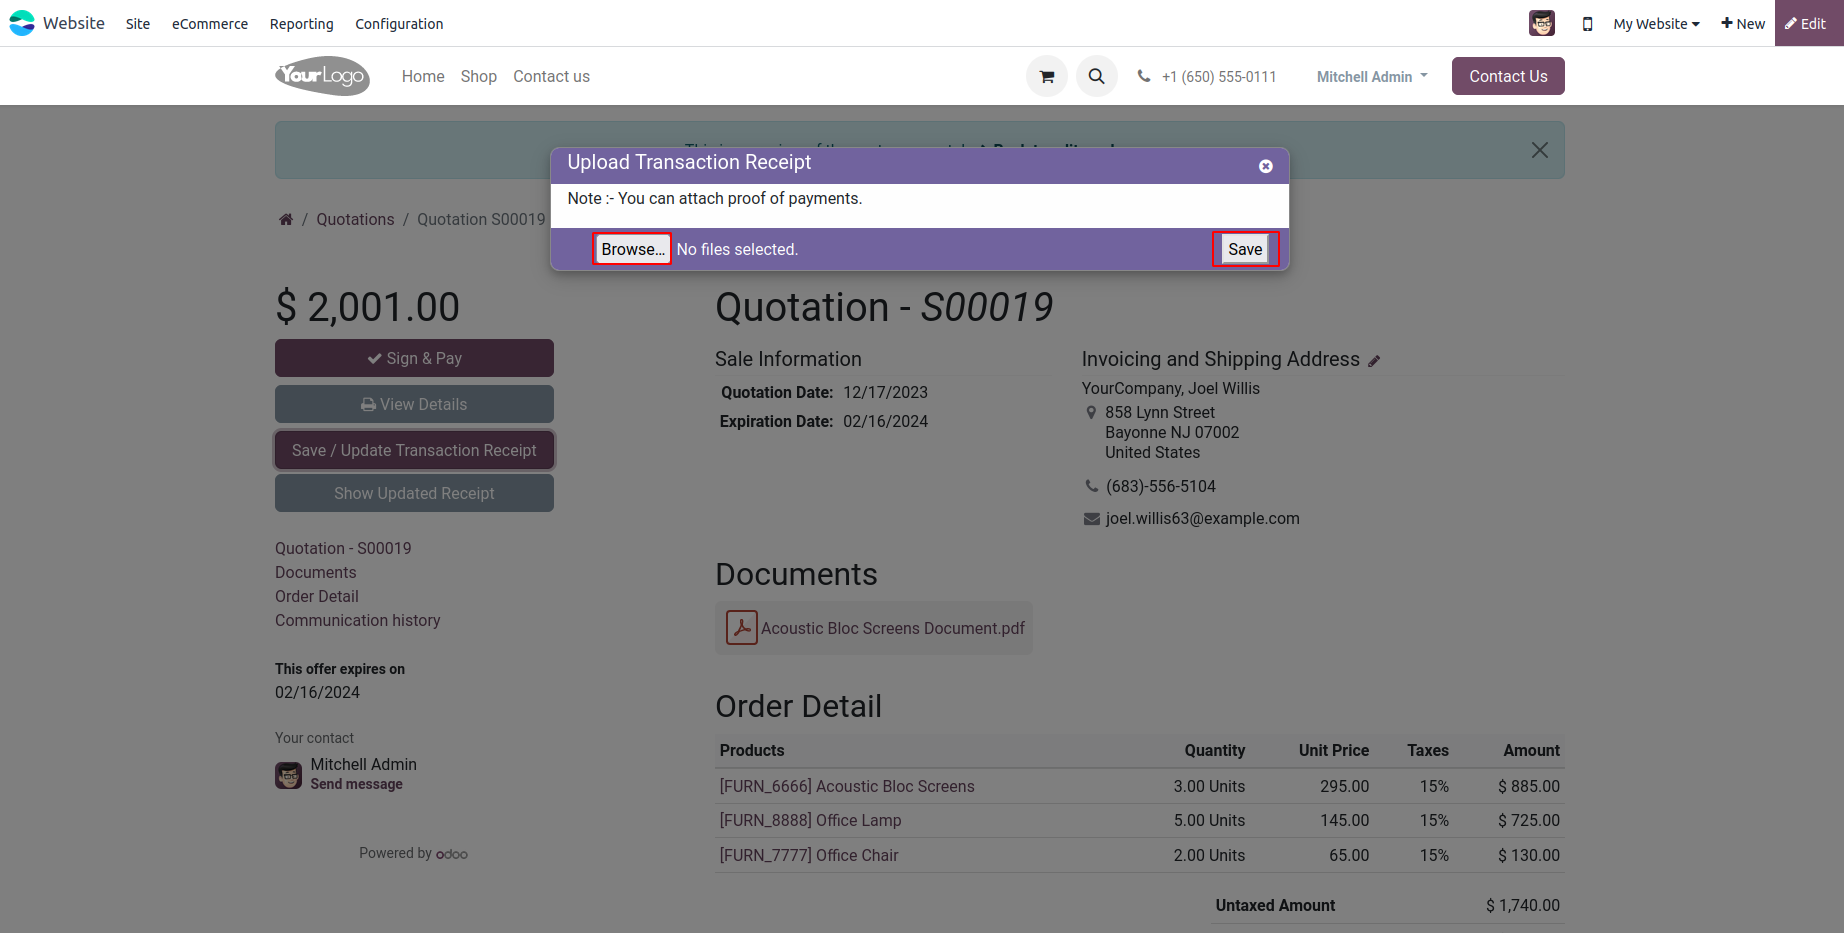 Website Site eCommerce Reporting Configuration My Website New Edit
YourLogo Home Shop Contact us +1 (650) 555-0111 Mitchell Admin Contact Us
Upload Transaction Receipt
Note :- You can attach proof of payments.
Browse... No files selected. Save
/ Quotations / Quotation S00019
$ 2,001.00
Sign & Pay
View Details
Save / Update Transaction Receipt
Show Updated Receipt
Quotation - S00019
Documents
Order Detail
Communication history
This offer expires on
02/16/2024
Your contact
Mitchell Admin
Send message
Powered by odoo
Quotation - S00019
Sale Information
Quotation Date: 12/17/2023
Expiration Date: 02/16/2024
Invoicing and Shipping Address
YourCompany, Joel Willis
858 Lynn Street
Bayonne NJ 07002
United States
(683)-556-5104
joel.willis63@example.com
Documents
Acoustic Bloc Screens Document.pdf
Order Detail
Products Quantity Unit Price Taxes Amount
[FURN_6666] Acoustic Bloc Screens 3.00 Units 295.00 15% $ 885.00
[FURN_8888] Office Lamp 5.00 Units 145.00 15% $ 725.00
[FURN_7777] Office Chair 2.00 Units 65.00 15% $ 130.00
Untaxed Amount $ 1,740.00